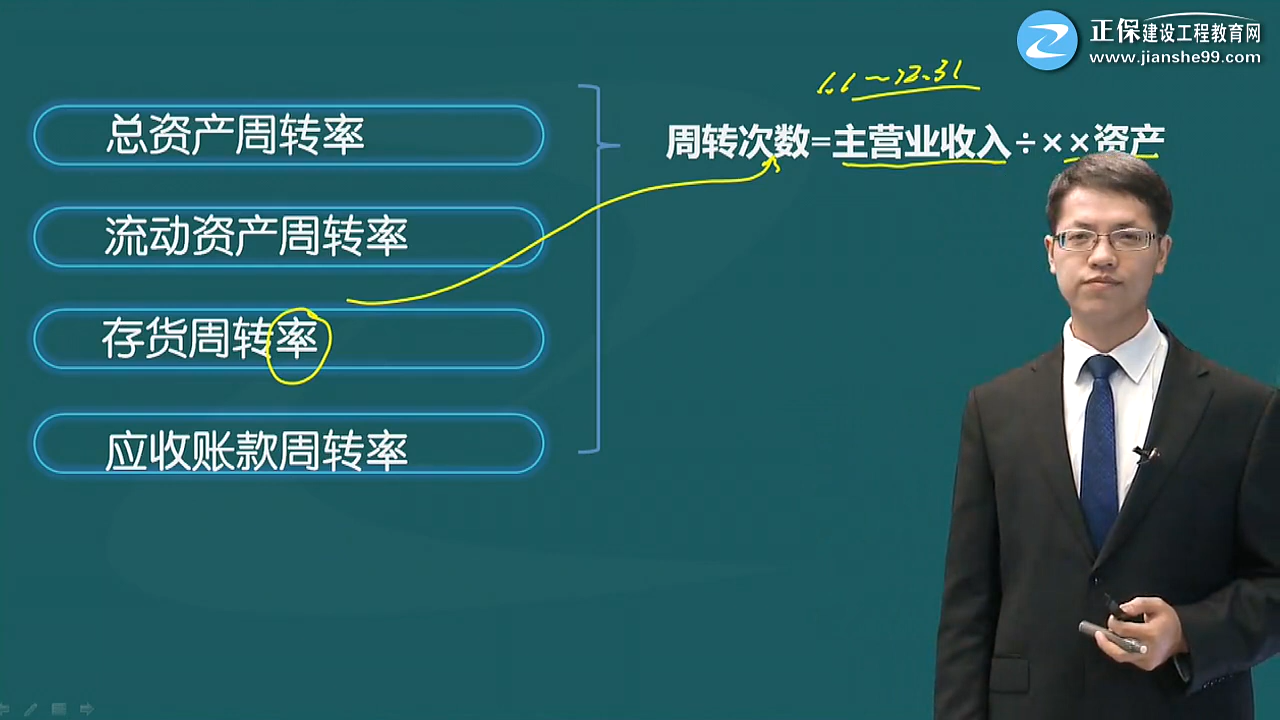 正保建设工程教育网
www.jianshe99.com
1.1～12.31
总资产周转率
周转次数=主营业收入÷××资产
流动资产周转率
存货周转率
应收账款周转率